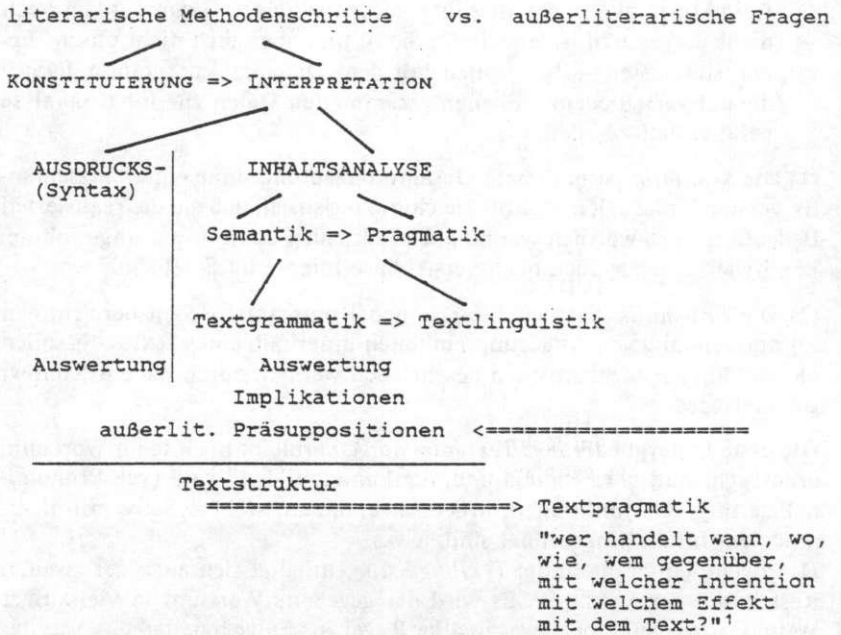 literarische Methodenschritte vs. außerliterarische Fragen
KONSTITUIERUNG => INTERPRETATION
AUSDRUCKS- INHALTSANALYSE
(Syntax)
Semantik => Pragmatik
Textgrammatik => Textlinguistik
Auswertung Auswertung
Implikationen
außerlit. Präsuppositionen <==================
Textstruktur
====================> Textpragmatik
"wer handelt wann, wo,
wie, wem gegenüber,
mit welcher Intention
mit welchem Effekt
mit dem Text?"¹